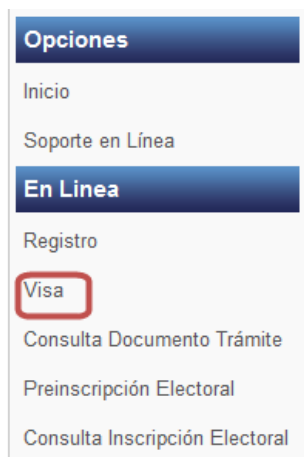 Opciones
Inicio
Soporte en Línea
En Linea
Registro
Visa
Consulta Documento Trámite
Preinscripción Electoral
Consulta Inscripción Electoral